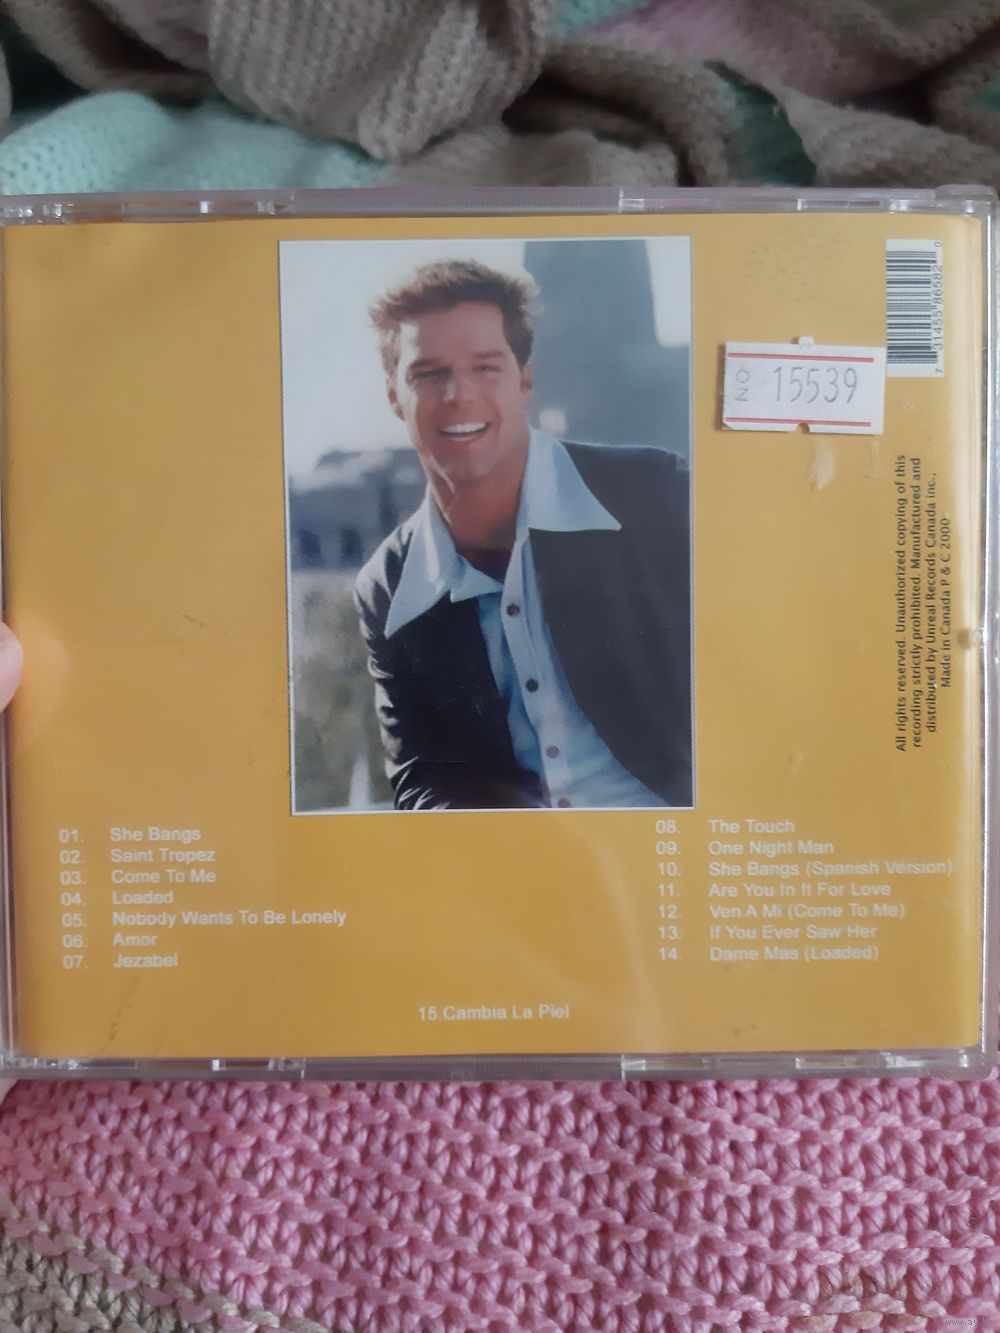 7 31455 86582 0
No 15539
All rights reserved. Unauthorized copying of this
recording strictly prohibited. Manufactured and
distributed by Unreal Records Canada inc.,
Made in Canada P & C 2000
01. She Bangs
02. Saint Tropez
03. Come To Me
04. Loaded
05. Nobody Wants To Be Lonely
06. Amor
07. Jezabel
08. The Touch
09. One Night Man
10. She Bangs (Spanish Version)
11. Are You In It For Love
12. Ven A Mi (Come To Me)
13. If You Ever Saw Her
14. Dame Mas (Loaded)
15.Cambia La Piel